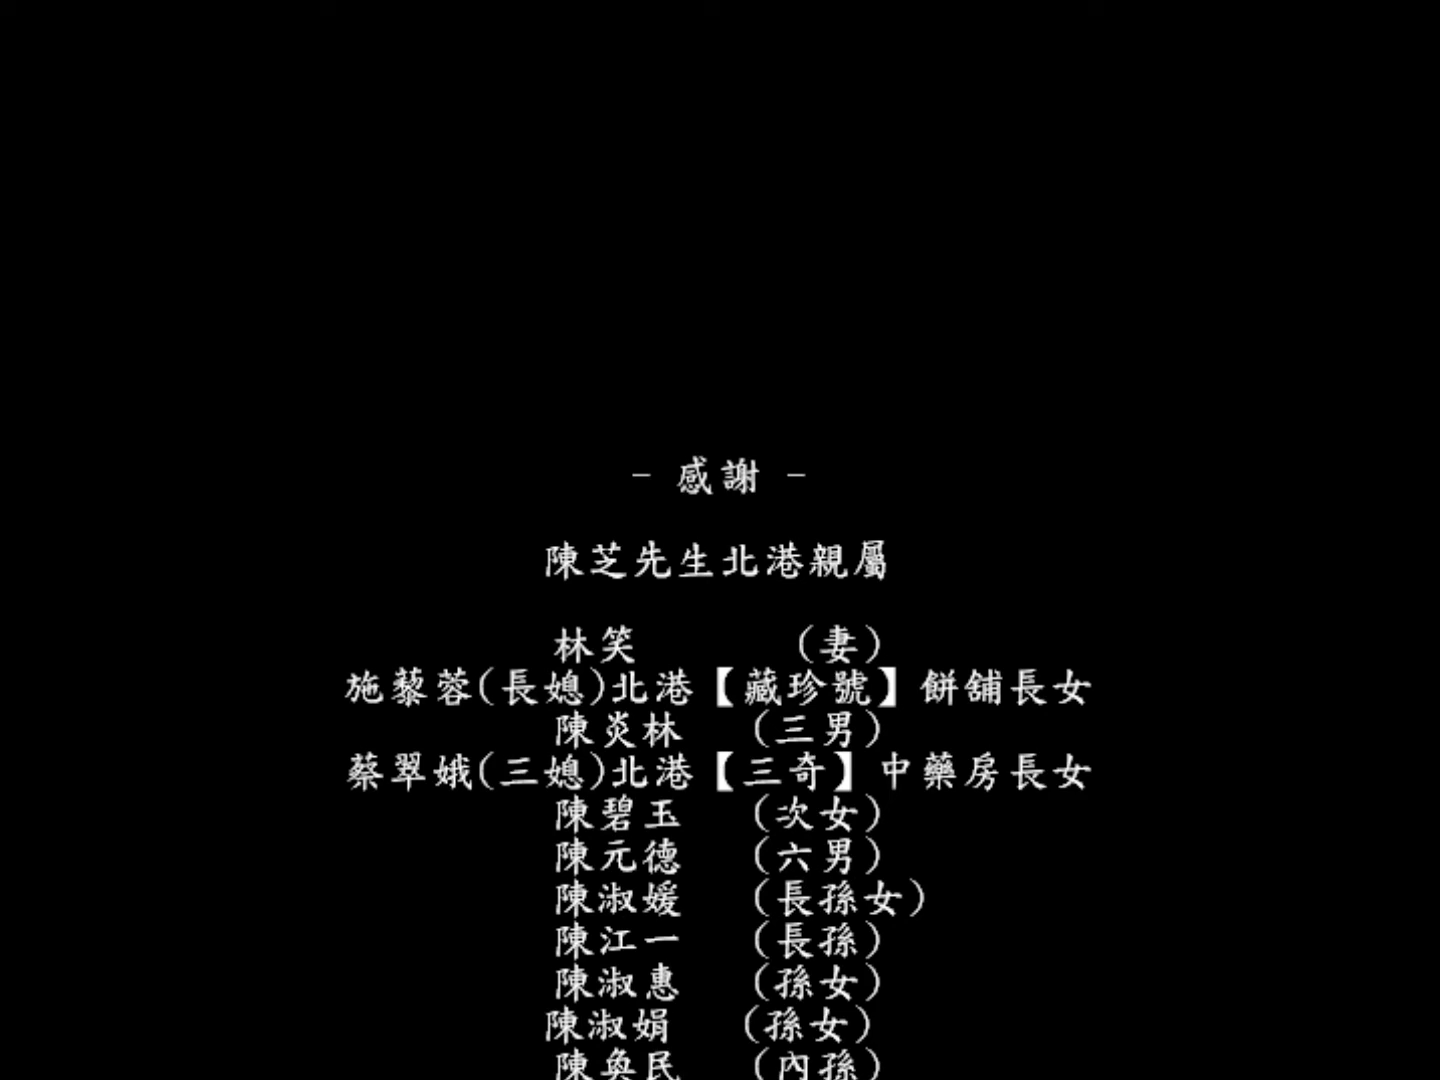 - 感謝 -
陳芝先生北港親屬
林笑 (妻)
施藜蓉(長媳)北港【藏珍號】餅舖長女
陳炎林 (三男)
蔡翠娥(三媳)北港【三奇】中藥房長女
陳碧玉 (次女)
陳元德 (六男)
陳淑媛 (長孫女)
陳江一 (長孫)
陳淑惠 (孫女)
陳淑娟 (孫女)
陳奐民 (內孫)